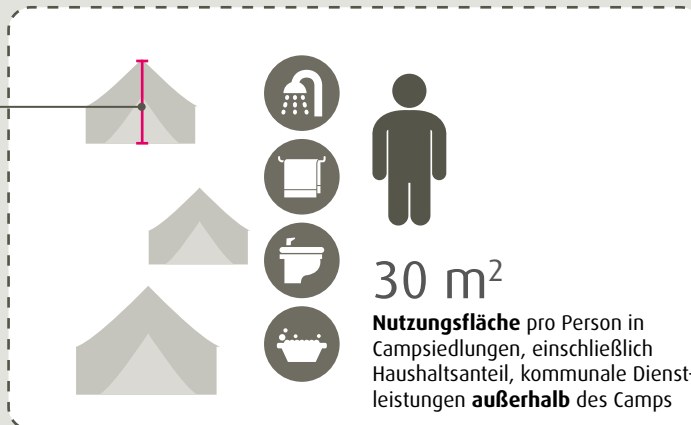 30 m²
Nutzungsfläche pro Person in
Campsiedlungen, einschließlich
Haushaltsanteil, kommunale Dienst-
leistungen außerhalb des Camps